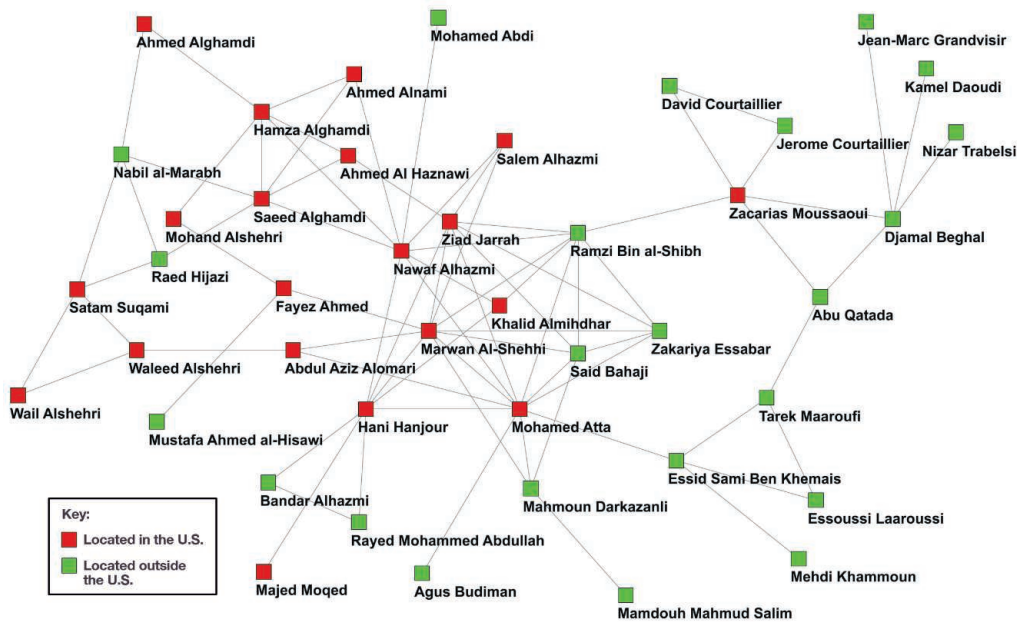 Mohamed Abdi
Ahmed Alghamdi
Jean-Marc Grandvisir
Kamel Daoudi
Ahmed Alnami
David Courtaillier
Hamza Alghamdi
Jerome Courtaillier
Nizar Trabelsi
Salem Alhazmi
Nabil al-Marabh
Ahmed Al Haznawi
Saeed Alghamdi
Zacarias Moussaoui
Mohand Alshehri
Ziad Jarrah
Djamal Beghal
Ramzi Bin al-Shibh
Nawaf Alhazmi
Raed Hijazi
Satam Suqami
Fayez Ahmed
Abu Qatada
Khalid Almihdhar
Marwan Al-Shehhi
Zakariya Essabar
Waleed Alshehri
Abdul Aziz Alomari
Said Bahaji
Wail Alshehri
Tarek Maaroufi
Mustafa Ahmed al-Hisawi
Hani Hanjour
Mohamed Atta
Essid Sami Ben Khemais
Bandar Alhazmi
Mahmoun Darkazanli
Essoussi Laaroussi
Rayed Mohammed Abdullah
Mehdi Khammoun
Majed Moqed
Agus Budiman
Mamdouh Mahmud Salim
Key:
Located in the U.S.
Located outside
the U.S.